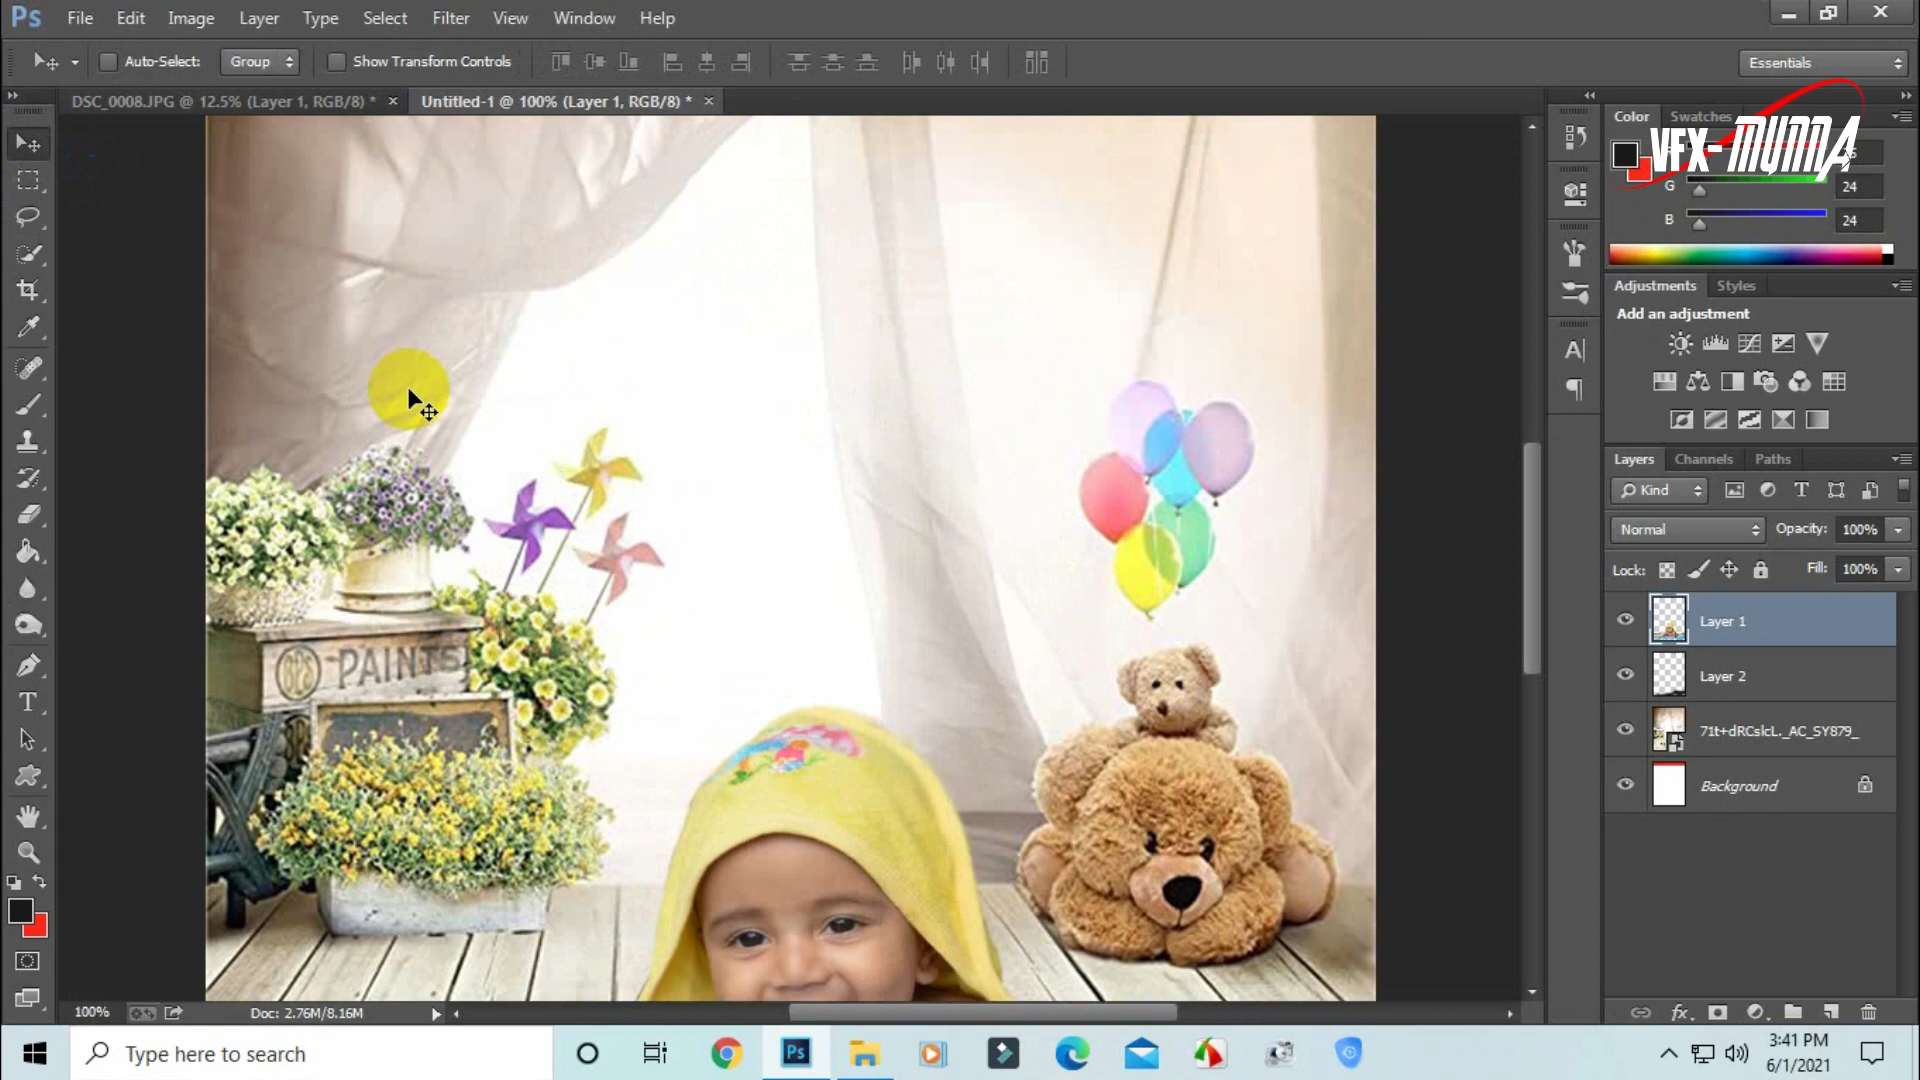 Ps File Edit Image Layer Type Select Filter View Window Help
Auto-Select: Group Show Transform Controls Essentials
DSC_0008.JPG @ 12.5% (Layer 1, RGB/8) * × Untitled-1 @ 100% (Layer 1, RGB/8) * ×
Color Swatches
VFX-MUNNA
G 24
B 24
Adjustments Styles
Add an adjustment
Layers Channels Paths
Kind
Normal Opacity: 100%
Lock: Fill: 100%
Layer 1
Layer 2
71t+dRCslcL._AC_SY879_
Background
PAINTS
100% Doc: 2.76M/8.16M
Type here to search
Ps
3:41 PM
6/1/2021